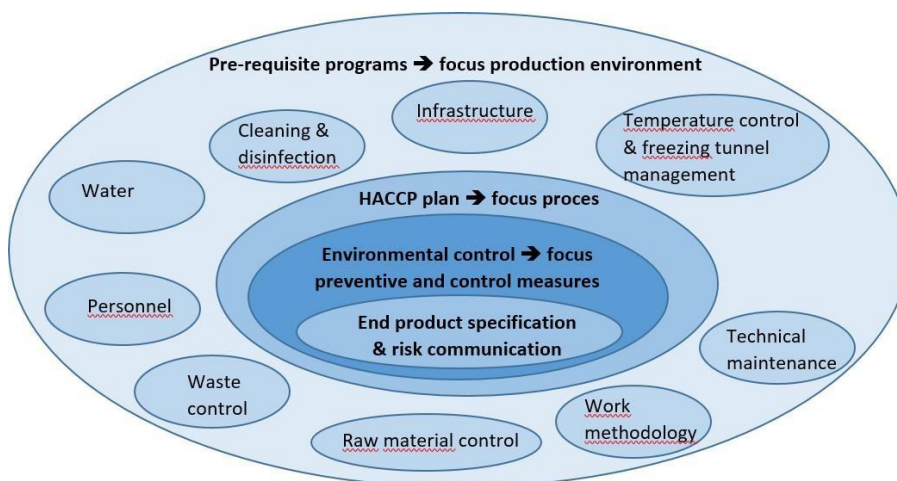 Pre-requisite programs → focus production environment
Infrastructure
Cleaning &
disinfection
Temperature control
& freezing tunnel
management
Water
HACCP plan → focus proces
Environmental control → focus
preventive and control measures
Personnel
End product specification
& risk communication
Technical
maintenance
Waste
control
Work
methodology
Raw material control